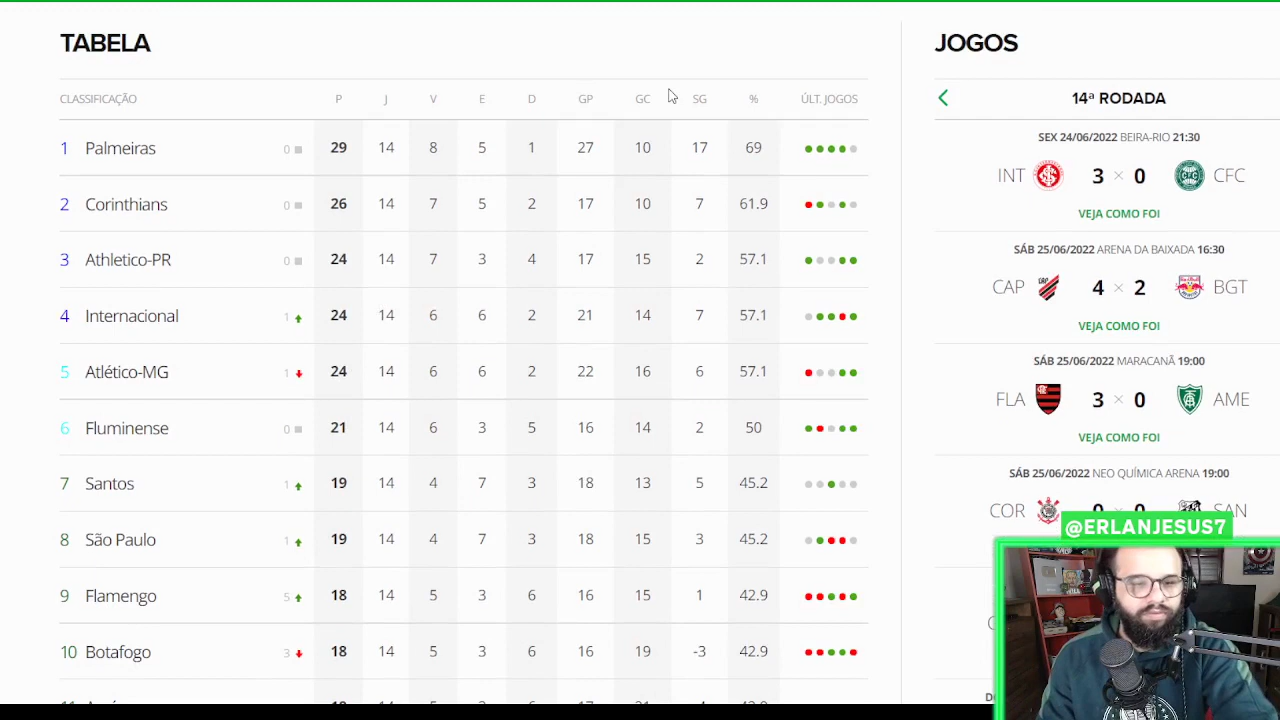 TABELA
CLASSIFICAÇÃO P J V E D GP GC SG % ÚLT. JOGOS
1 Palmeiras 0 29 14 8 5 1 27 10 17 69
2 Corinthians 0 26 14 7 5 2 17 10 7 61.9
3 Athletico-PR 0 24 14 7 3 4 17 15 2 57.1
4 Internacional 1 24 14 6 6 2 21 14 7 57.1
5 Atlético-MG 1 24 14 6 6 2 22 16 6 57.1
6 Fluminense 0 21 14 6 3 5 16 14 2 50
7 Santos 1 19 14 4 7 3 18 13 5 45.2
8 São Paulo 1 19 14 4 7 3 18 15 3 45.2
9 Flamengo 5 18 14 5 3 6 16 15 1 42.9
10 Botafogo 3 18 14 5 3 6 16 19 -3 42.9
JOGOS
14ª RODADA
SEX 24/06/2022 BEIRA-RIO 21:30
INT 3 × 0 CFC
VEJA COMO FOI
SÁB 25/06/2022 ARENA DA BAIXADA 16:30
CAP 4 × 2 BGT
VEJA COMO FOI
SÁB 25/06/2022 MARACANÃ 19:00
FLA 3 × 0 AME
VEJA COMO FOI
SÁB 25/06/2022 NEO QUÍMICA ARENA 19:00
COR 0 0 SAN
@ERLANJESUS7